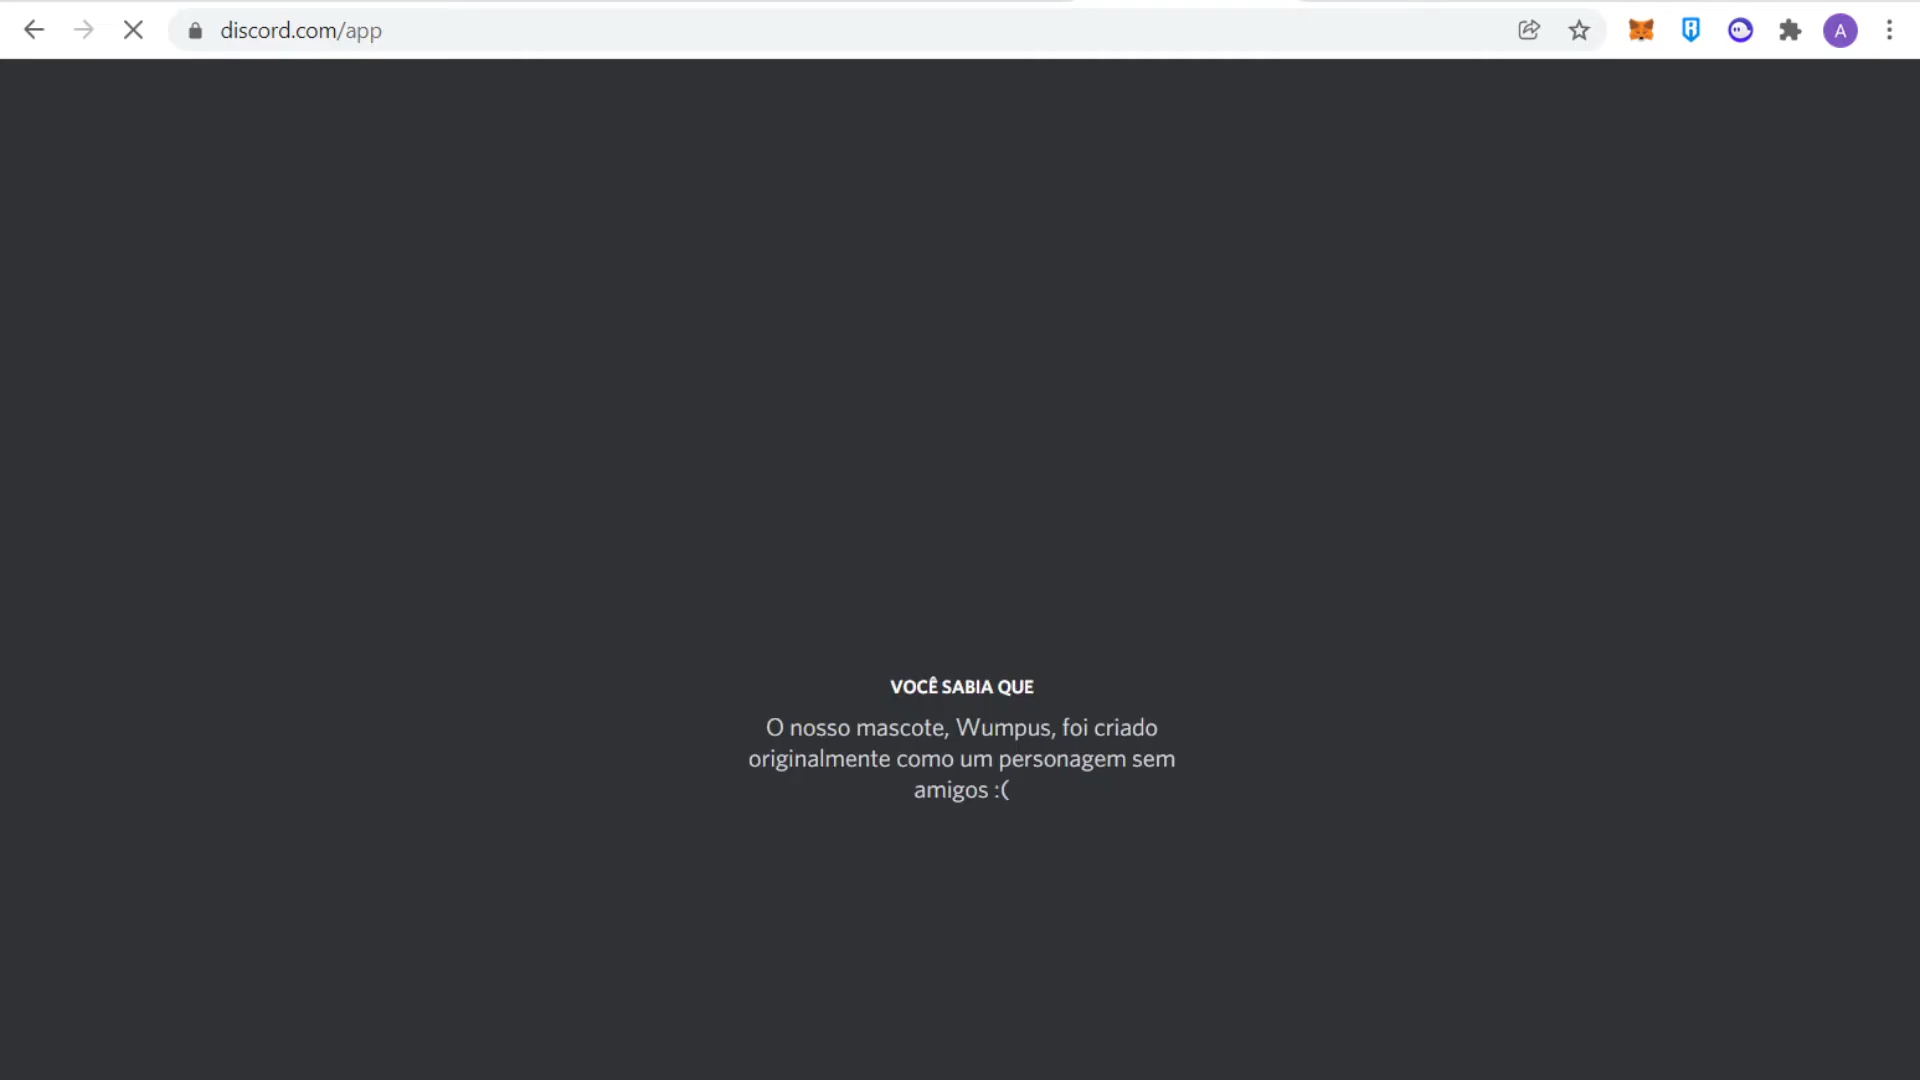 discord.com/app
A
VOCÊ SABIA QUE
O nosso mascote, Wumpus, foi criado
originalmente como um personagem sem
amigos :(